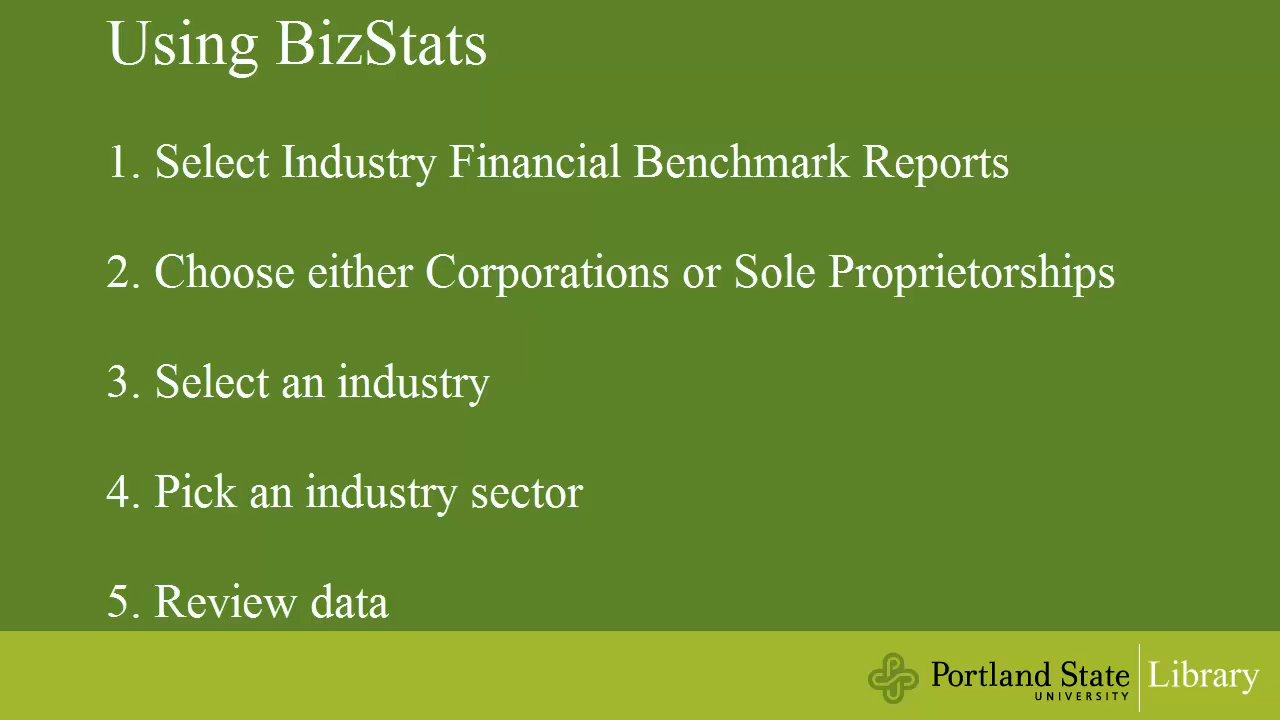 Using BizStats
1. Select Industry Financial Benchmark Reports
2. Choose either Corporations or Sole Proprietorships
3. Select an industry
4. Pick an industry sector
5. Review data
Portland State Library
UNIVERSITY